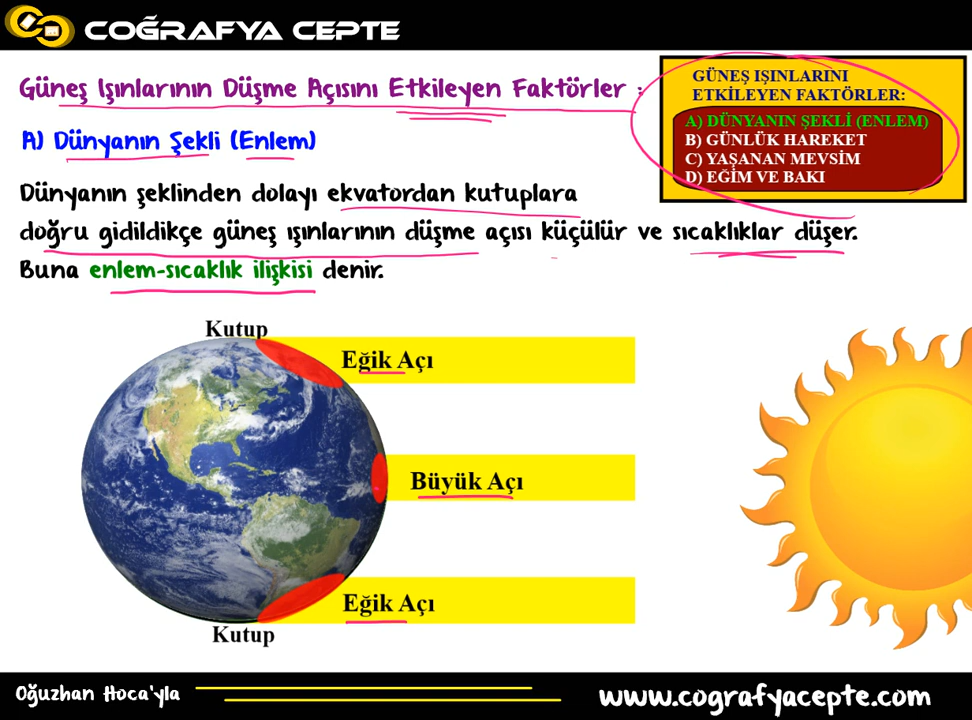 COĞRAFYA CEPTE
Güneş Işınlarının Düşme Açısını Etkileyen Faktörler :
GÜNEŞ IŞINLARINI
ETKİLEYEN FAKTÖRLER:
A) DÜNYANIN ŞEKLİ (ENLEM)
B) GÜNLÜK HAREKET
C) YAŞANAN MEVSİM
D) EĞİM VE BAKI
A) Dünyanın Şekli (Enlem)
Dünyanın şeklinden dolayı ekvatordan kutuplara
doğru gidildikçe güneş ışınlarının düşme açısı küçülür ve sıcaklıklar düşer.
Buna enlem-sıcaklık ilişkisi denir.
Kutup
Eğik Açı
Büyük Açı
Eğik Açı
Kutup
Oğuzhan Hoca'yla
www.cografyacepte.com